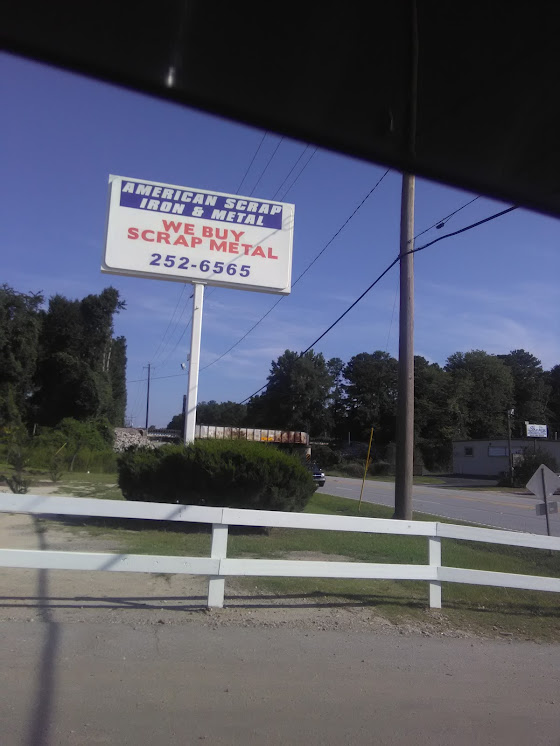 AMERICAN SCRAP
IRON & METAL
WE BUY
SCRAP METAL
252-6565